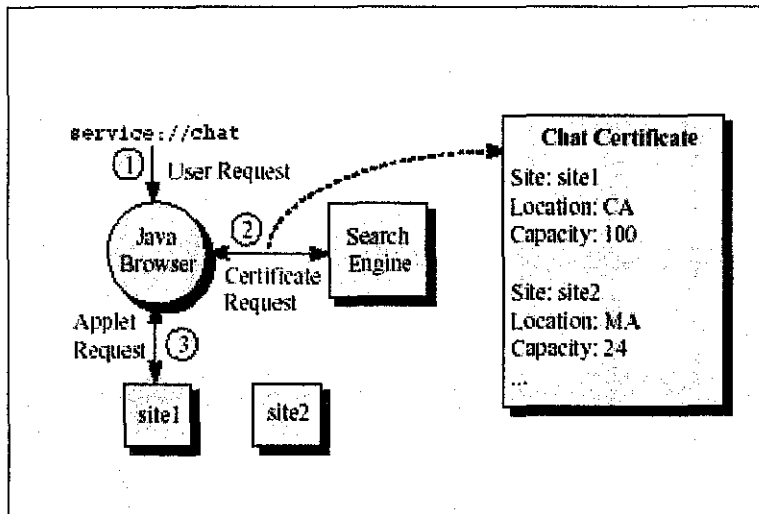 service://chat
1
User Request
Java
Browser
2
Certificate
Request
Search
Engine
Applet
Request
3
site1
site2
Chat Certificate
Site: site1
Location: CA
Capacity: 100
Site: site2
Location: MA
Capacity: 24
...